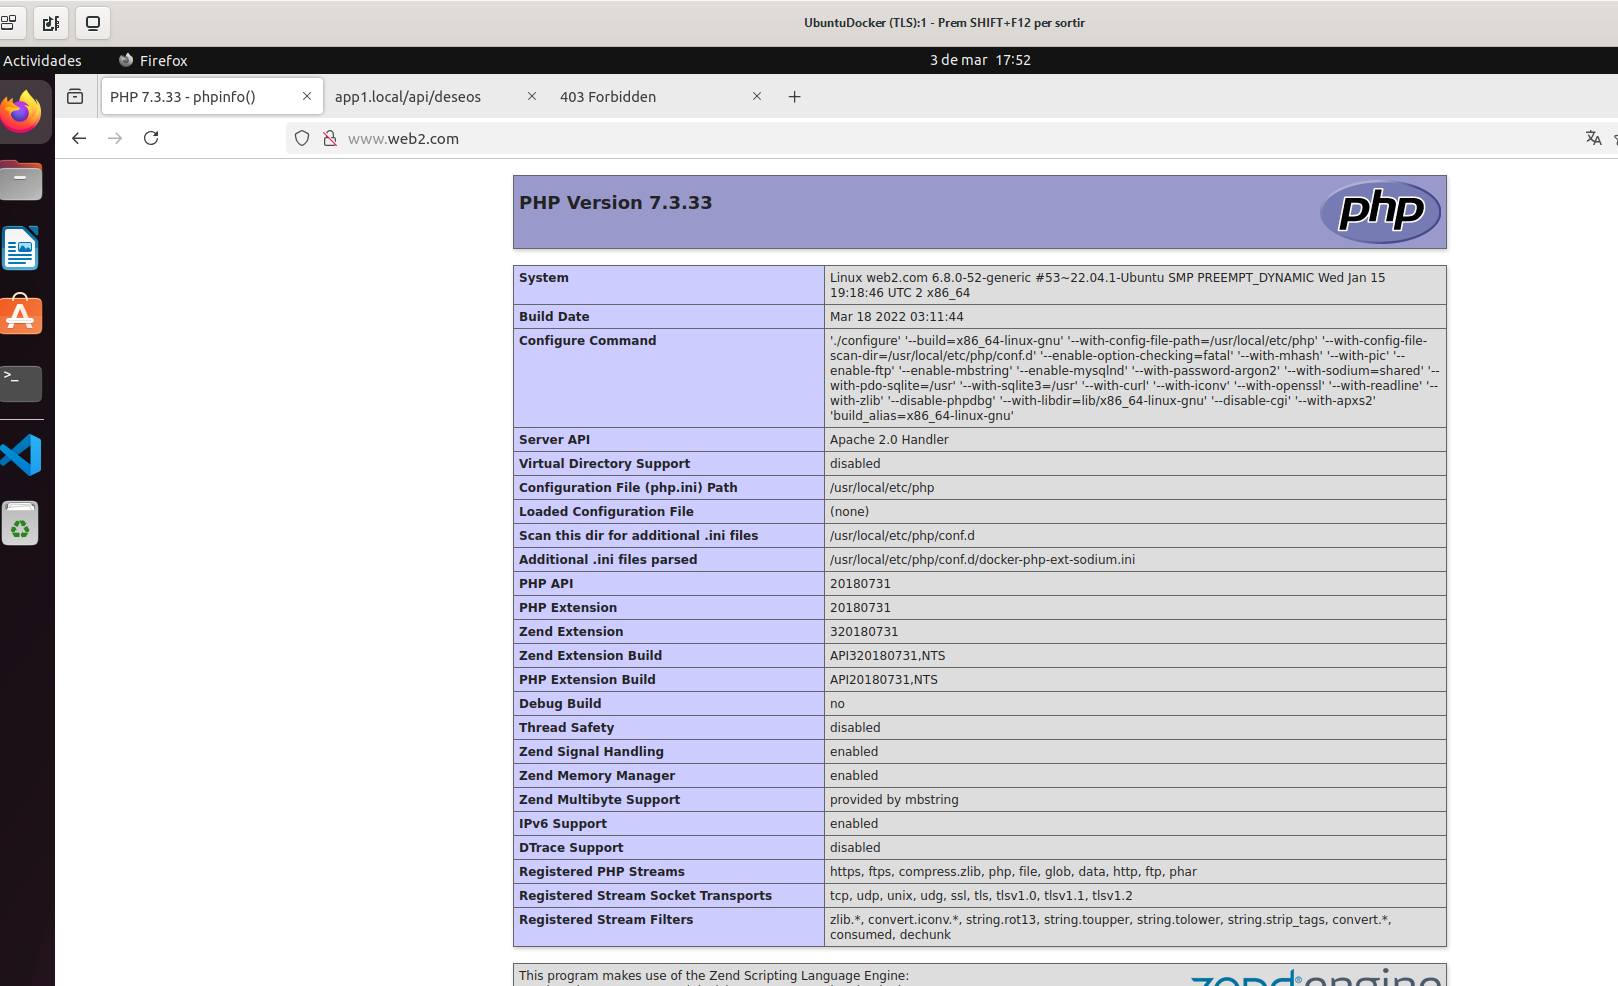 UbuntuDocker (TLS):1 - Prem SHIFT+F12 per sortir
Actividades
Firefox
3 de mar 17:52
PHP 7.3.33 - phpinfo()
app1.local/api/deseos
403 Forbidden
www.web2.com
PHP Version 7.3.33
php
System
Linux web2.com 6.8.0-52-generic #53~22.04.1-Ubuntu SMP PREEMPT_DYNAMIC Wed Jan 15
19:18:46 UTC 2 x86_64
Build Date
Mar 18 2022 03:11:44
Configure Command
'./configure' '--build=x86_64-linux-gnu' '--with-config-file-path=/usr/local/etc/php' '--with-config-file-
scan-dir=/usr/local/etc/php/conf.d' '--enable-option-checking=fatal' '--with-mhash' '--with-pic' '--
enable-ftp' '--enable-mbstring' '--enable-mysqlnd' '--with-password-argon2' '--with-sodium=shared' '--
with-pdo-sqlite=/usr' '--with-sqlite3=/usr' '--with-curl' '--with-iconv' '--with-openssl' '--with-readline' '--
with-zlib' '--disable-phpdbg' '--with-libdir=lib/x86_64-linux-gnu' '--disable-cgi' '--with-apxs2'
'build_alias=x86_64-linux-gnu'
Server API
Apache 2.0 Handler
Virtual Directory Support
disabled
Configuration File (php.ini) Path
/usr/local/etc/php
Loaded Configuration File
(none)
Scan this dir for additional .ini files
/usr/local/etc/php/conf.d
Additional .ini files parsed
/usr/local/etc/php/conf.d/docker-php-ext-sodium.ini
PHP API
20180731
PHP Extension
20180731
Zend Extension
320180731
Zend Extension Build
API320180731,NTS
PHP Extension Build
API20180731,NTS
Debug Build
no
Thread Safety
disabled
Zend Signal Handling
enabled
Zend Memory Manager
enabled
Zend Multibyte Support
provided by mbstring
IPv6 Support
enabled
DTrace Support
disabled
Registered PHP Streams
https, ftps, compress.zlib, php, file, glob, data, http, ftp, phar
Registered Stream Socket Transports
tcp, udp, unix, udg, ssl, tls, tlsv1.0, tlsv1.1, tlsv1.2
Registered Stream Filters
zlib.*, convert.iconv.*, string.rot13, string.toupper, string.tolower, string.strip_tags, convert.*,
consumed, dechunk
This program makes use of the Zend Scripting Language Engine:
zend engine